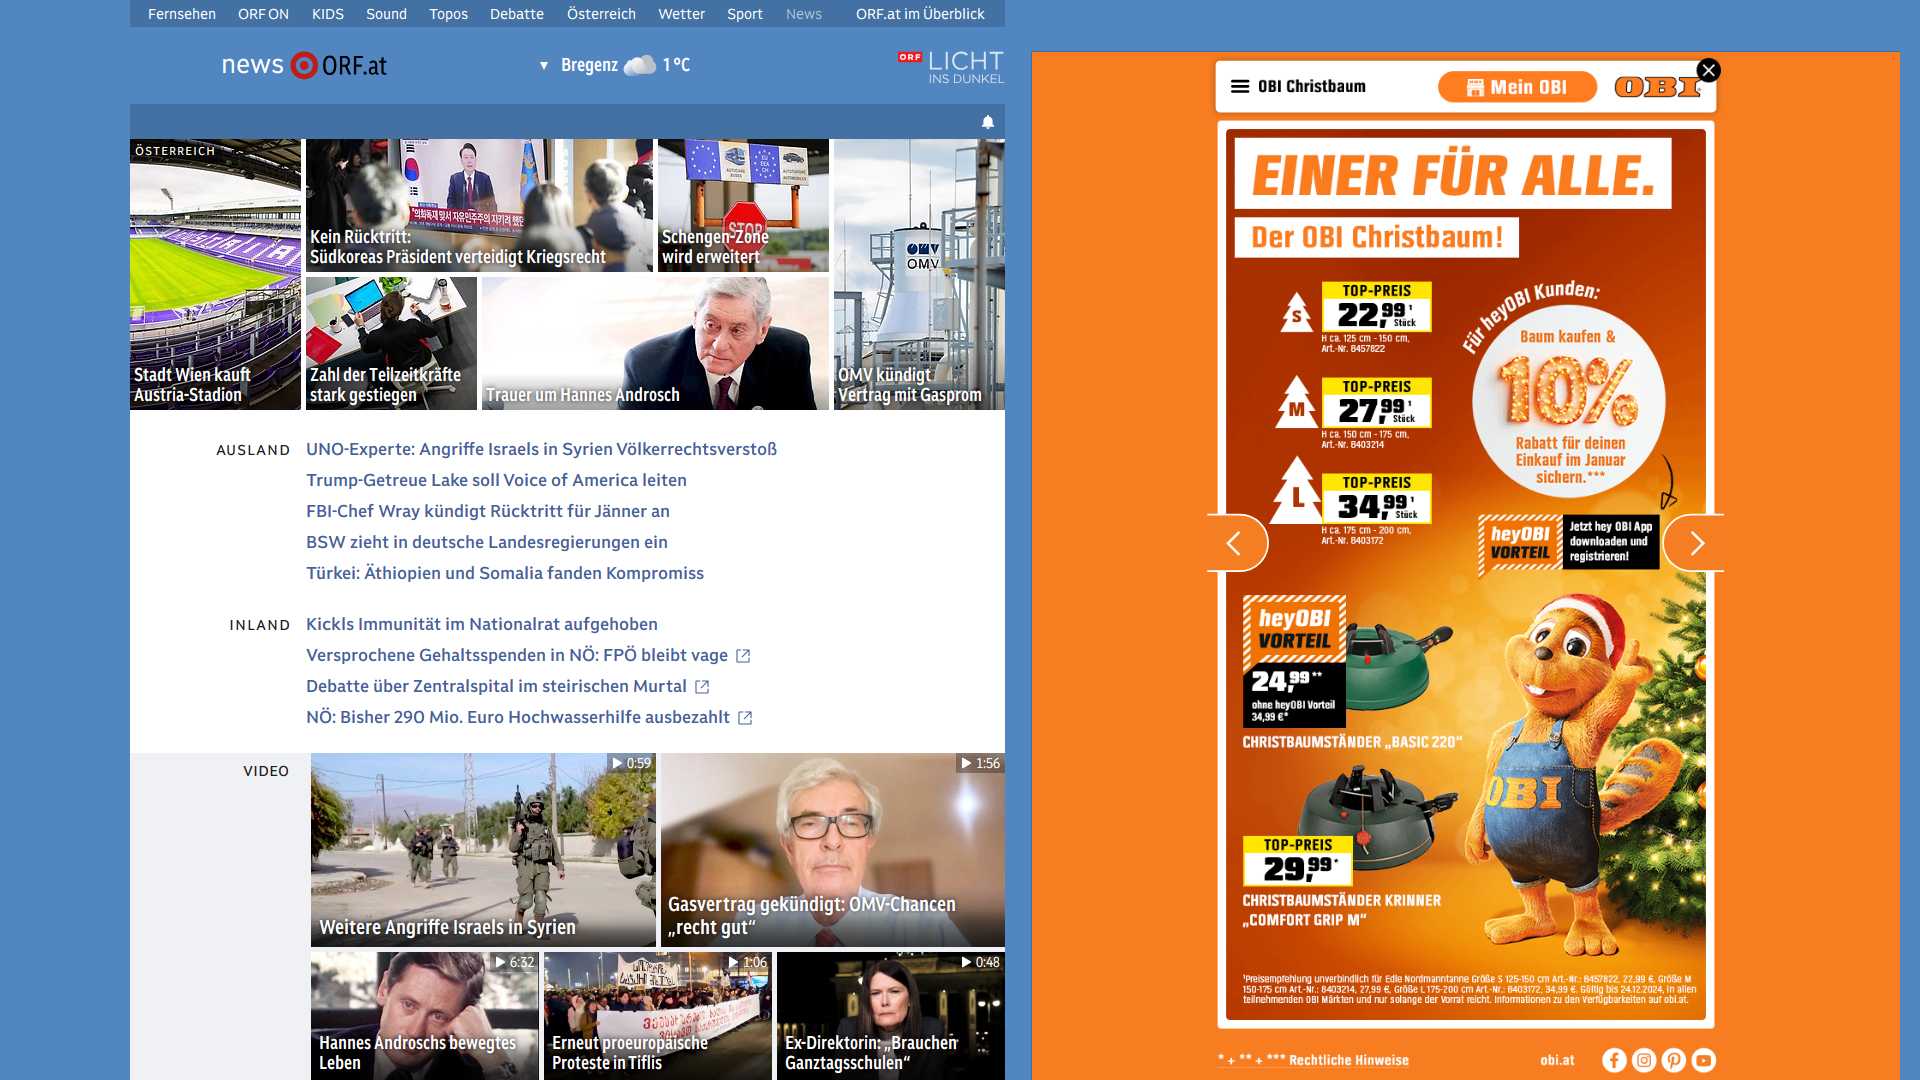 Fernsehen ORF ON KIDS Sound Topos Debatte Österreich Wetter Sport News ORF.at im Überblick
news ORF.at
Bregenz 1 °C
ORF LICHT
INS DUNKEL
ÖSTERREICH
Stadt Wien kauft
Austria-Stadion
Kein Rücktritt:
Südkoreas Präsident verteidigt Kriegsrecht
STOP
Schengen-Zone
wird erweitert
OMV
OMV
OMV kündigt
Vertrag mit Gasprom
Zahl der Teilzeitkräfte
stark gestiegen
Trauer um Hannes Androsch
AUSLAND
UNO-Experte: Angriffe Israels in Syrien Völkerrechtsverstoß
Trump-Getreue Lake soll Voice of America leiten
FBI-Chef Wray kündigt Rücktritt für Jänner an
BSW zieht in deutsche Landesregierungen ein
Türkei: Äthiopien und Somalia fanden Kompromiss
INLAND
Kickls Immunität im Nationalrat aufgehoben
Versprochene Gehaltsspenden in NÖ: FPÖ bleibt vage
Debatte über Zentralspital im steirischen Murtal
NÖ: Bisher 290 Mio. Euro Hochwasserhilfe ausbezahlt
VIDEO
0:59
Weitere Angriffe Israels in Syrien
1:56
Gasvertrag gekündigt: OMV-Chancen
„recht gut“
6:32
Hannes Androschs bewegtes
Leben
1:06
Erneut proeuropäische
Proteste in Tiflis
0:48
Ex-Direktorin: „Brauchen
Ganztagsschulen“
OBI Christbaum
Mein OBI
OBI
EINER FÜR ALLE.
Der OBI Christbaum!
S
TOP-PREIS
22,99¹
Stück
H ca. 125 cm - 150 cm,
Art.-Nr. 8457822
M
TOP-PREIS
27,99¹
Stück
H ca. 150 cm - 175 cm,
Art.-Nr. 8403214
L
TOP-PREIS
34,99¹
Stück
H ca. 175 cm - 200 cm,
Art.-Nr. 8403172
Für heyOBI Kunden:
Baum kaufen &
10%
Rabatt für deinen
Einkauf im Januar
sichern.***
heyOBI
VORTEIL
Jetzt hey OBI App
downloaden und
registrieren!
heyOBI
VORTEIL
24,99**
ohne heyOBI Vorteil
34,99 €*
CHRISTBAUMSTÄNDER „BASIC 220“
OBI
TOP-PREIS
29,99*
CHRISTBAUMSTÄNDER KRINNER
„COMFORT GRIP M“
¹Preisempfehlung unverbindlich für Edle Nordmanntanne Größe S 125-150 cm Art.-Nr.: 8457822, 22,99 €, Größe M
150-175 cm Art.-Nr.: 8403214, 27,99 €, Größe L 175-200 cm Art.-Nr.: 8403172, 34,99 €. Gültig bis 24.12.2024, in allen
teilnehmenden OBI Märkten und nur solange der Vorrat reicht. Informationen zu den Verfügbarkeiten auf obi.at.
* + ** + *** Rechtliche Hinweise
obi.at